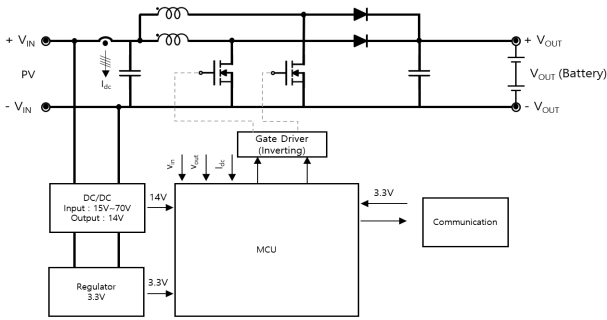 + V_IN
+ V_OUT
PV
I_dc
V_OUT (Battery)
- V_IN
- V_OUT
Gate Driver
(Inverting)
V_in
V_out
I_dc
DC/DC
Input : 15V~70V
Output : 14V
14V
3.3V
Communication
MCU
Regulator
3.3V
3.3V